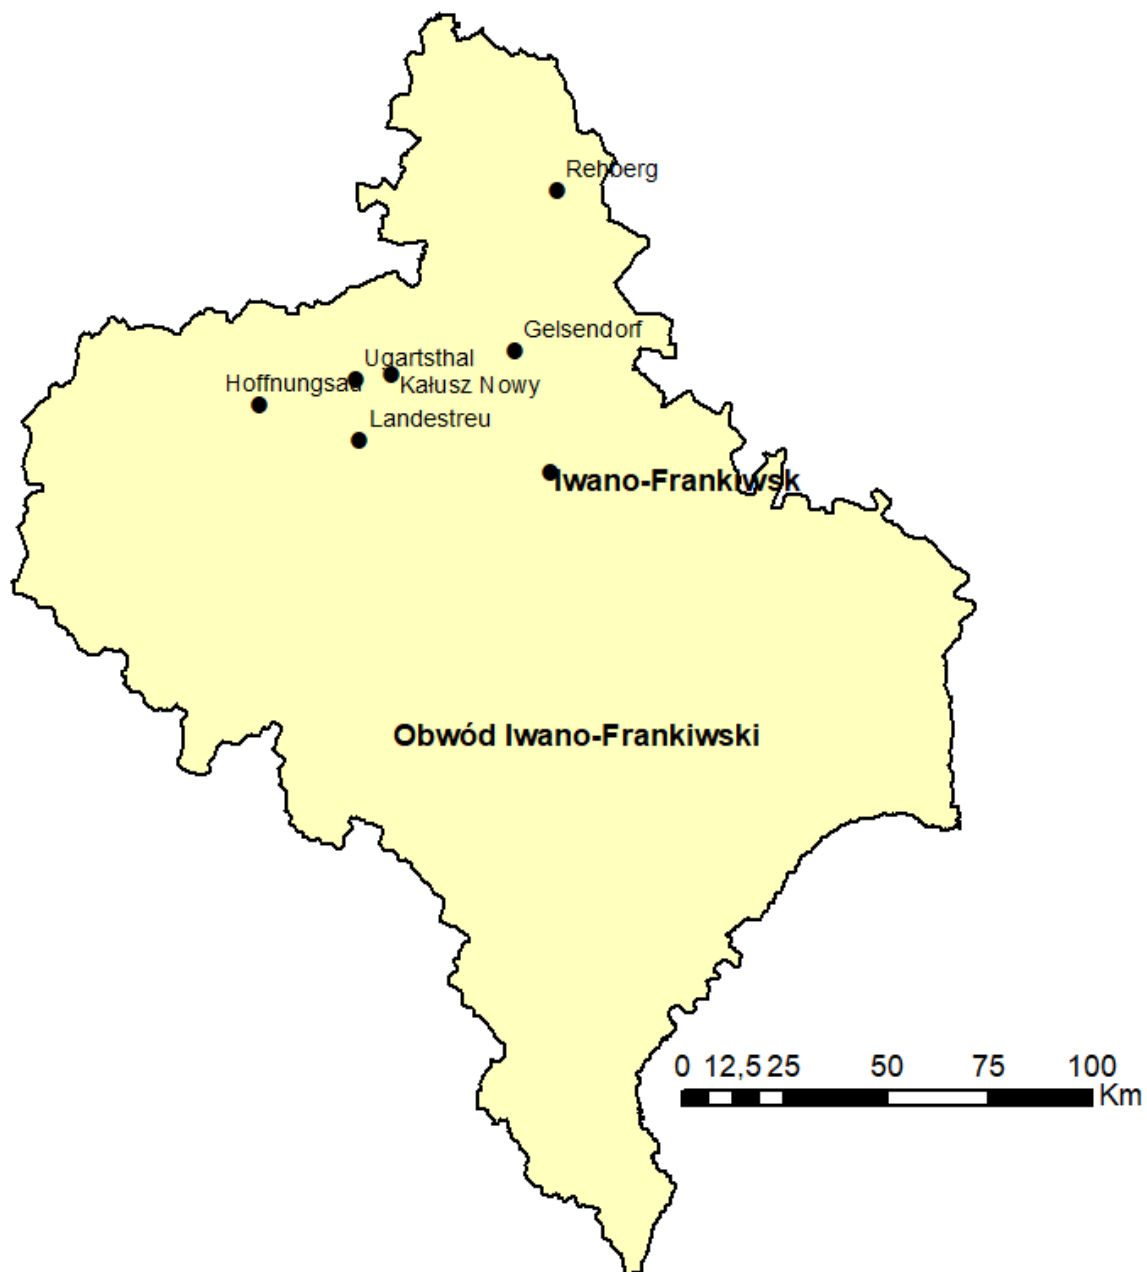 Rehberg
Gelsendorf
Ugartsthal
Hoffnungsau
Kałusz Nowy
Landestreu
Iwano-Frankiwsk
Obwód Iwano-Frankiwski
0 12,5 25 50 75 100
Km